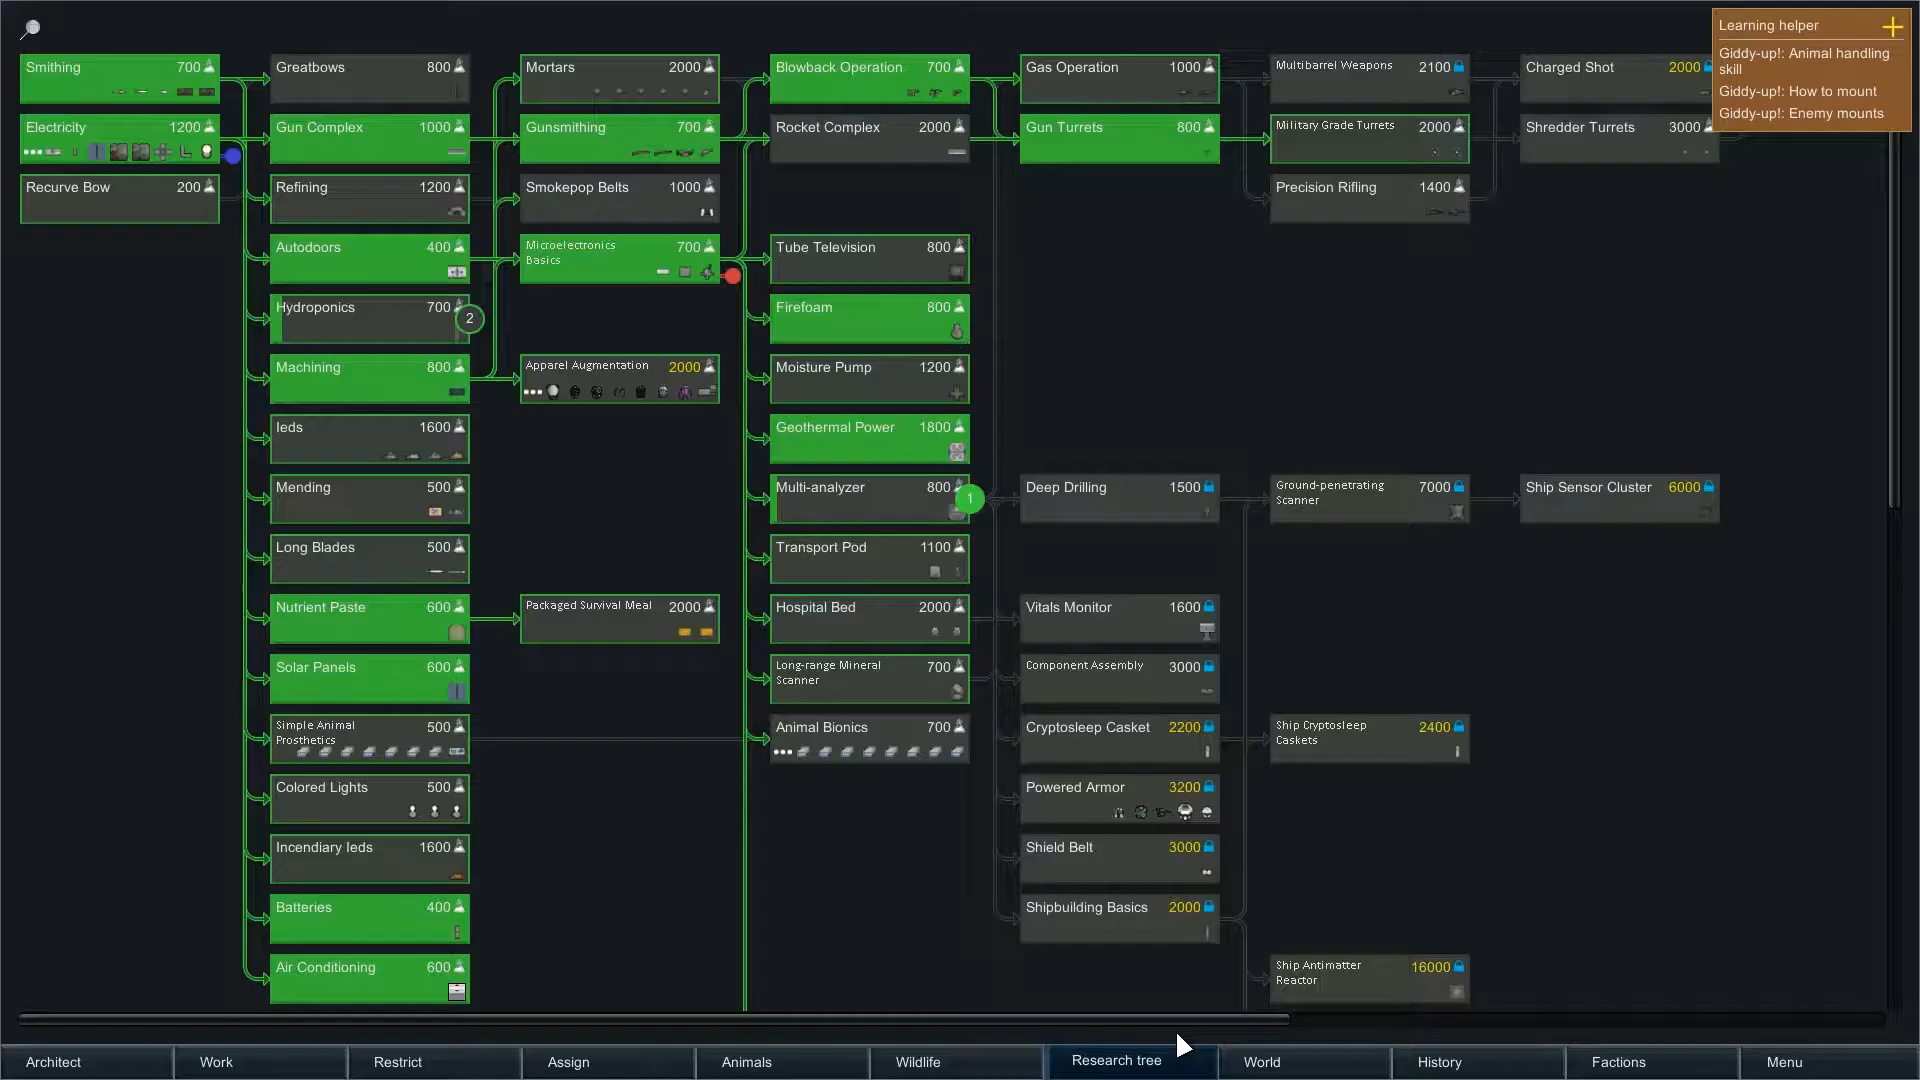 Learning helper
Giddy-up!: Animal handling
skill
Giddy-up!: How to mount
Giddy-up!: Enemy mounts
Smithing 700
Greatbows 800
Mortars 2000
Blowback Operation 700
Gas Operation 1000
Multibarrel Weapons 2100
Charged Shot 2000
Electricity 1200
Gun Complex 1000
Gunsmithing 700
Rocket Complex 2000
Gun Turrets 800
Military Grade Turrets 2000
Shredder Turrets 3000
Recurve Bow 200
Refining 1200
Smokepop Belts 1000
Precision Rifling 1400
Autodoors 400
Microelectronics
Basics 700
Tube Television 800
Hydroponics 700
2
Firefoam 800
Machining 800
Apparel Augmentation 2000
Moisture Pump 1200
Ieds 1600
Geothermal Power 1800
Mending 500
Multi-analyzer 800
1
Deep Drilling 1500
Ground-penetrating
Scanner 7000
Ship Sensor Cluster 6000
Long Blades 500
Transport Pod 1100
Nutrient Paste 600
Packaged Survival Meal 2000
Hospital Bed 2000
Vitals Monitor 1600
Solar Panels 600
Long-range Mineral
Scanner 700
Component Assembly 3000
Simple Animal
Prosthetics 500
Animal Bionics 700
Cryptosleep Casket 2200
Ship Cryptosleep
Caskets 2400
Colored Lights 500
Powered Armor 3200
Incendiary Ieds 1600
Shield Belt 3000
Batteries 400
Shipbuilding Basics 2000
Air Conditioning 600
Ship Antimatter
Reactor 16000
Architect
Work
Restrict
Assign
Animals
Wildlife
Research tree
World
History
Factions
Menu